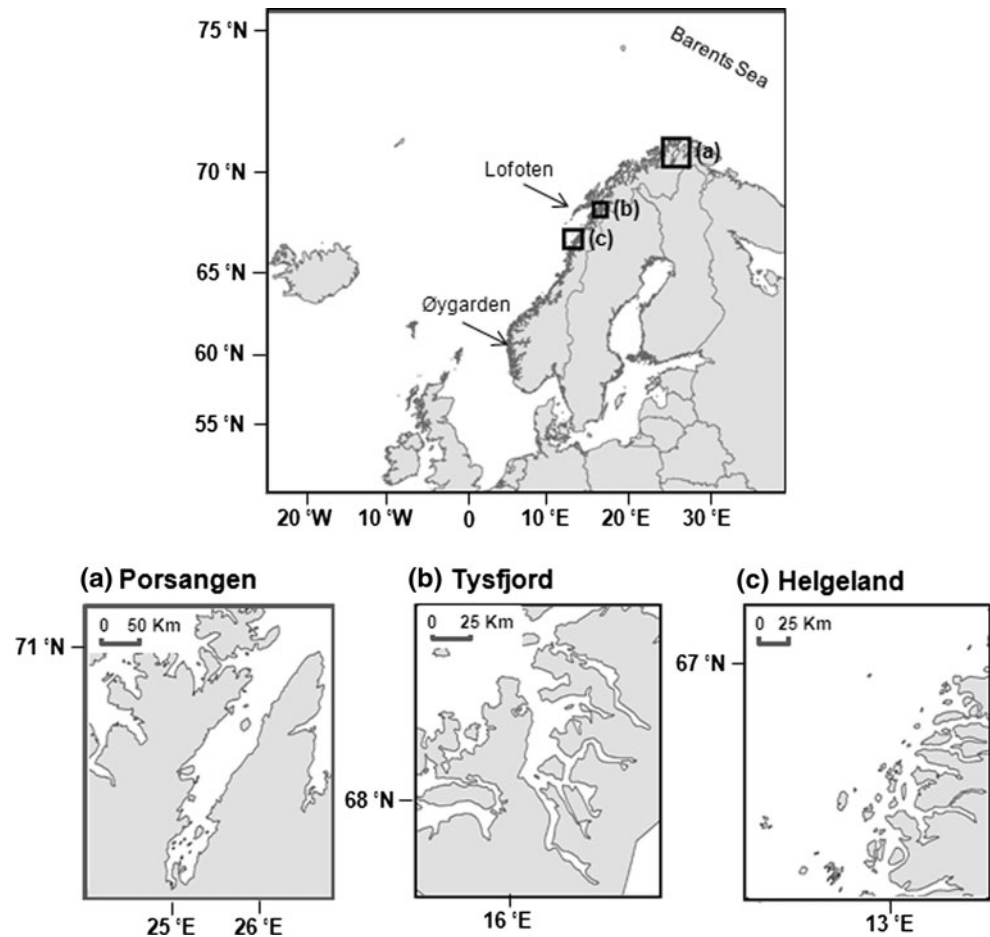 75 °N
Barents Sea
70 °N
(a)
Lofoten
(b)
(c)
65 °N
Øygarden
60 °N
55 °N
20 °W 10 °W 0 10 °E 20 °E 30 °E
(a) Porsangen
0 50 Km
71 °N
25 °E 26 °E
(b) Tysfjord
0 25 Km
68 °N
16 °E
(c) Helgeland
0 25 Km
67 °N
13 °E